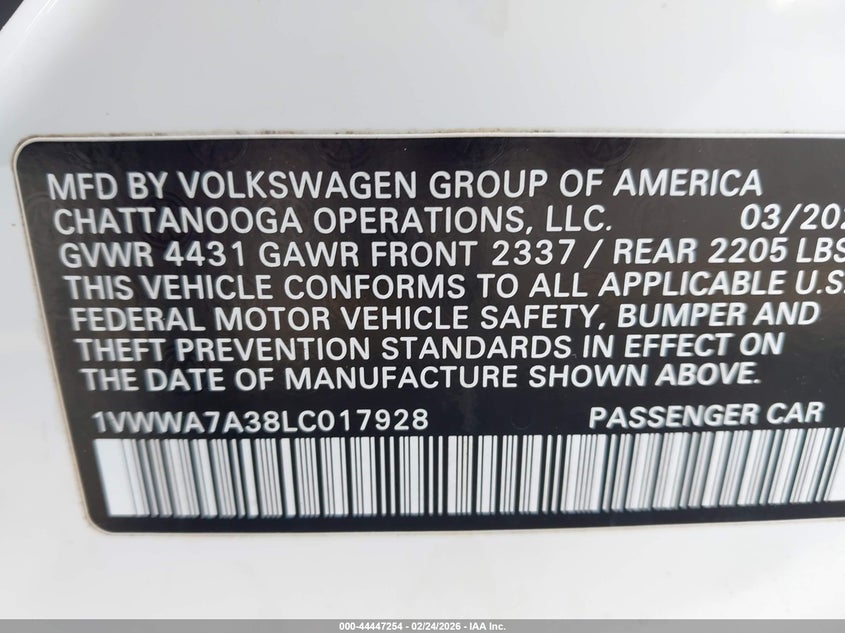 MFD BY VOLKSWAGEN GROUP OF AMERICA
CHATTANOOGA OPERATIONS, LLC. 03/202
GVWR 4431 GAWR FRONT 2337 / REAR 2205 LBS
THIS VEHICLE CONFORMS TO ALL APPLICABLE U.S.
FEDERAL MOTOR VEHICLE SAFETY, BUMPER AND
THEFT PREVENTION STANDARDS IN EFFECT ON
THE DATE OF MANUFACTURE SHOWN ABOVE.
1VWWA7A38LC017928 PASSENGER CAR
000-44447254 | 02/24/2026 – IAA Inc.